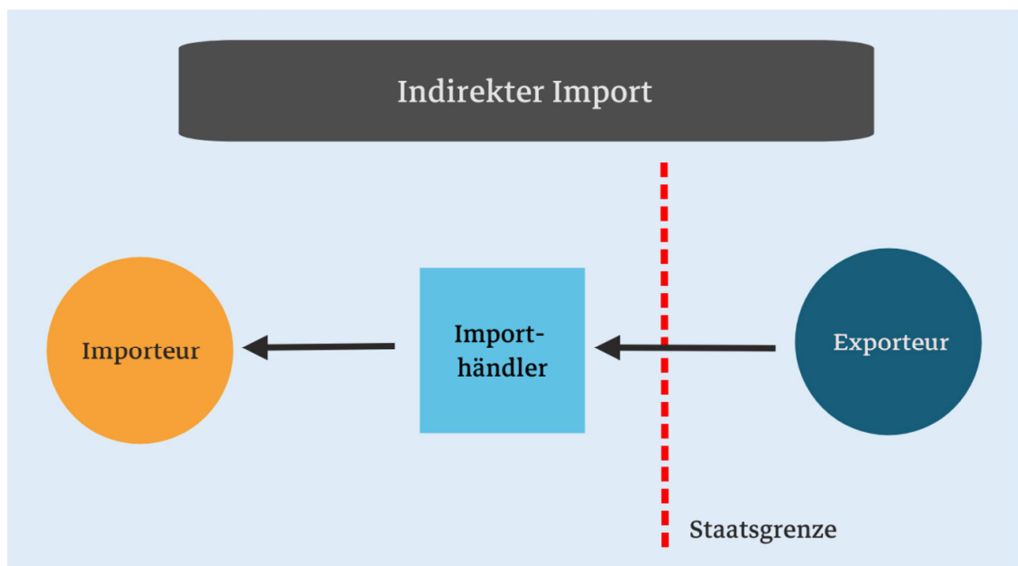 Indirekter Import
Importeur
Import-
händler
Exporteur
Staatsgrenze